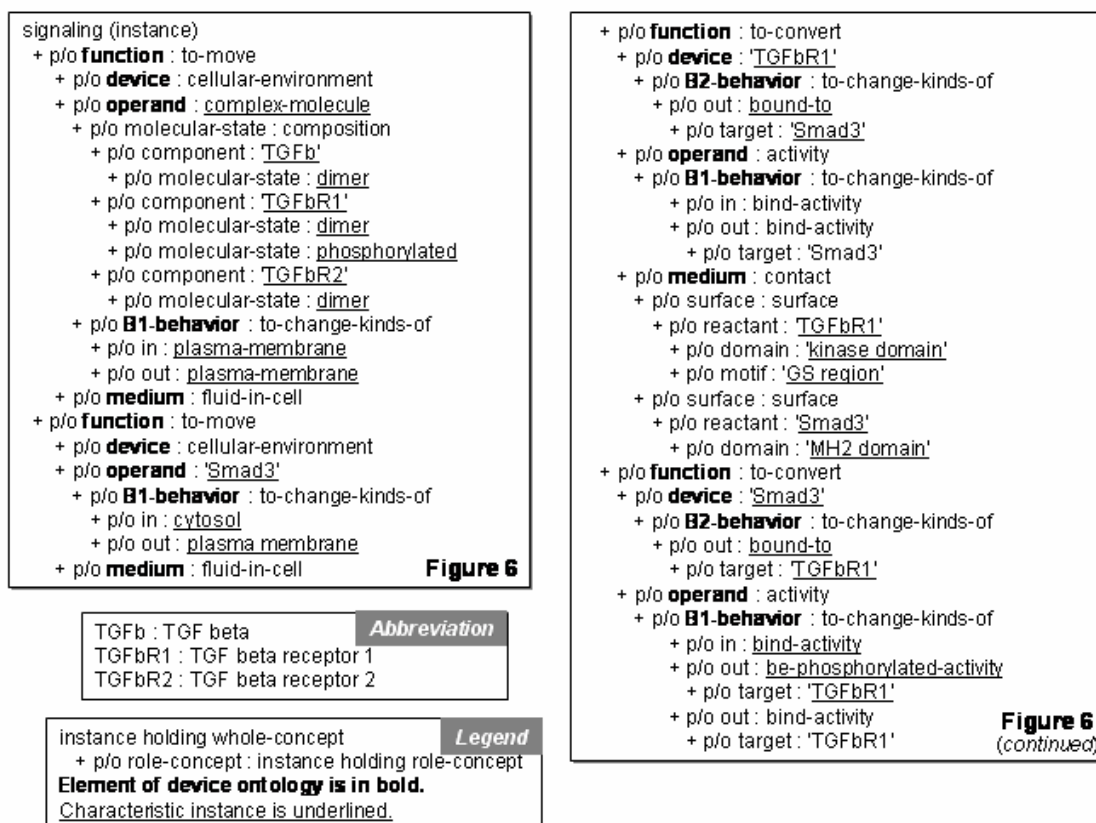 signaling (instance)
+ p/o function : to-move
+ p/o device : cellular-environment
+ p/o operand : complex-molecule
+ p/o molecular-state : composition
+ p/o component : 'TGFb'
+ p/o molecular-state : dimer
+ p/o component : 'TGFbR1'
+ p/o molecular-state : dimer
+ p/o molecular-state : phosphorylated
+ p/o component : 'TGFbR2'
+ p/o molecular-state : dimer
+ p/o B1-behavior : to-change-kinds-of
+ p/o in : plasma-membrane
+ p/o out : plasma-membrane
+ p/o medium : fluid-in-cell
+ p/o function : to-move
+ p/o device : cellular-environment
+ p/o operand : 'Smad3'
+ p/o B1-behavior : to-change-kinds-of
+ p/o in : cytosol
+ p/o out : plasma membrane
+ p/o medium : fluid-in-cell
Figure 6
Abbreviation
TGFb : TGF beta
TGFbR1 : TGF beta receptor 1
TGFbR2 : TGF beta receptor 2
Legend
instance holding whole-concept
+ p/o role-concept : instance holding role-concept
Element of device ontology is in bold.
Characteristic instance is underlined.
+ p/o function : to-convert
+ p/o device : 'TGFbR1'
+ p/o B2-behavior : to-change-kinds-of
+ p/o out : bound-to
+ p/o target : 'Smad3'
+ p/o operand : activity
+ p/o B1-behavior : to-change-kinds-of
+ p/o in : bind-activity
+ p/o out : bind-activity
+ p/o target : 'Smad3'
+ p/o medium : contact
+ p/o surface : surface
+ p/o reactant : 'TGFbR1'
+ p/o domain : 'kinase domain'
+ p/o motif : 'GS region'
+ p/o surface : surface
+ p/o reactant : 'Smad3'
+ p/o domain : 'MH2 domain'
+ p/o function : to-convert
+ p/o device : 'Smad3'
+ p/o B2-behavior : to-change-kinds-of
+ p/o out : bound-to
+ p/o target : 'TGFbR1'
+ p/o operand : activity
+ p/o B1-behavior : to-change-kinds-of
+ p/o in : bind-activity
+ p/o out : be-phosphorylated-activity
+ p/o target : 'TGFbR1'
+ p/o out : bind-activity
+ p/o target : 'TGFbR1'
Figure 6
(continued)